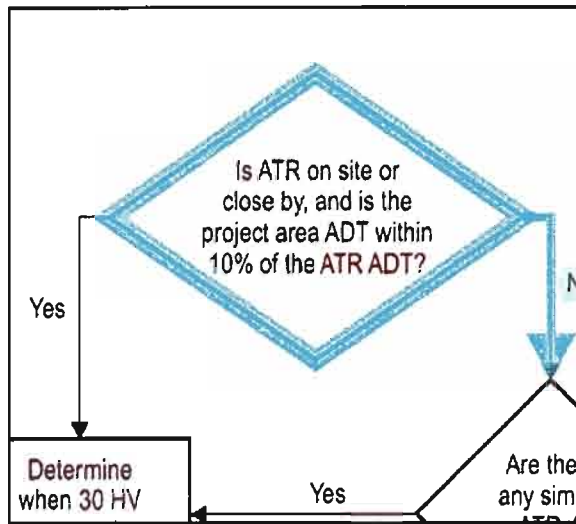 Is ATR on site or
close by, and is the
project area ADT within
10% of the ATR ADT?
Yes
N
Determine
when 30 HV
Yes
Are the
any sim